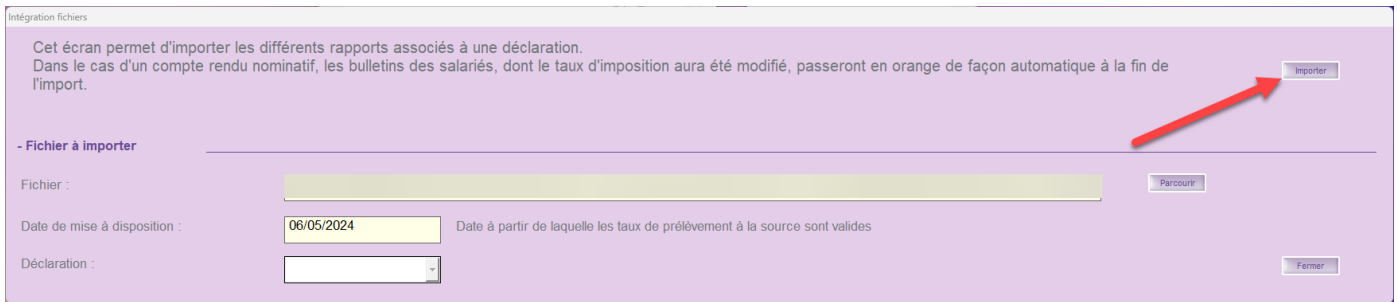 Intégration fichiers
Cet écran permet d'importer les différents rapports associés à une déclaration.
Dans le cas d'un compte rendu nominatif, les bulletins des salariés, dont le taux d'imposition aura été modifié, passeront en orange de façon automatique à la fin de
l'import.
Importer
- Fichier à importer
Fichier :
Parcourir
Date de mise à disposition :
06/05/2024
Date à partir de laquelle les taux de prélèvement à la source sont valides
Déclaration :
Fermer